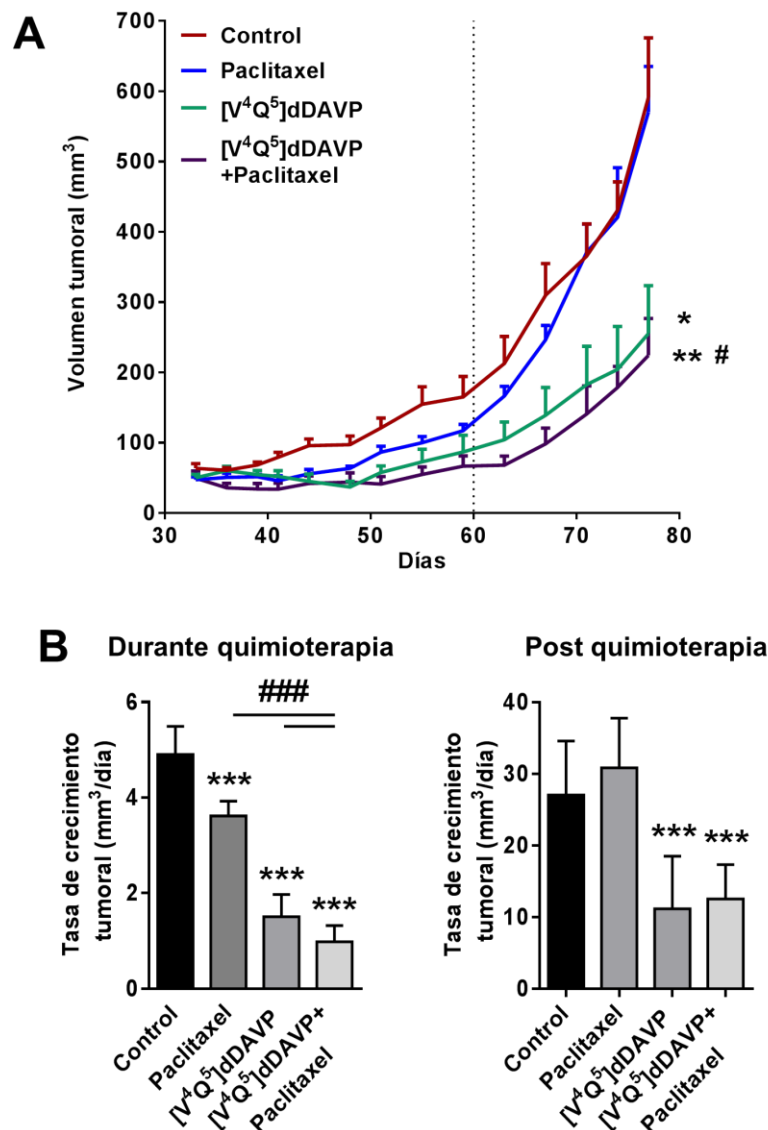 A
Control
Paclitaxel
[V⁴Q⁵]dDAVP
[V⁴Q⁵]dDAVP
+Paclitaxel
Volumen tumoral (mm³)
700
600
500
400
300
200
100
0
*
** #
30 40 50 60 70 80
Días
B
Durante quimioterapia
Tasa de crecimiento
tumoral (mm³/día)
6
4
2
0
###
***
***
***
Control
Paclitaxel
[V⁴Q⁵]dDAVP
[V⁴Q⁵]dDAVP+
Paclitaxel
Post quimioterapia
Tasa de crecimiento
tumoral (mm³/día)
40
30
20
10
0
*** ***
Control
Paclitaxel
[V⁴Q⁵]dDAVP
[V⁴Q⁵]dDAVP+
Paclitaxel